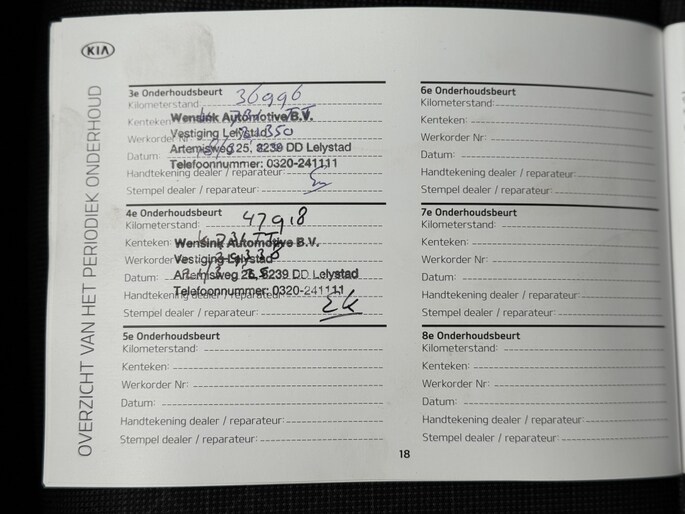 KIA
OVERZICHT VAN HET PERIODIEK ONDERHOUD
3e Onderhoudsbeurt
Kilometerstand: 36996
Kenteken:
Wensink Automotive B.V.
Werkorder Nr:
Vestiging Lelystad
Datum:
Artemisweg 25, 8239 DD Lelystad
Telefoonnummer: 0320-241111
Handtekening dealer / reparateur:
Stempel dealer / reparateur:
4e Onderhoudsbeurt
Kilometerstand:
Kenteken:
Wensink Automotive B.V.
Werkorder
Vestiging Lelystad
Datum:
Artemisweg 25, 8239 DD Lelystad
Telefoonnummer: 0320-241111
Handtekening dealer / reparateur:
Stempel dealer / reparateur:
5e Onderhoudsbeurt
Kilometerstand:
Kenteken:
Werkorder Nr:
Datum:
Handtekening dealer / reparateur:
Stempel dealer / reparateur:
6e Onderhoudsbeurt
Kilometerstand:
Kenteken:
Werkorder Nr:
Datum:
Handtekening dealer / reparateur:
Stempel dealer / reparateur:
7e Onderhoudsbeurt
Kilometerstand:
Kenteken:
Werkorder Nr:
Datum:
Handtekening dealer / reparateur:
Stempel dealer / reparateur:
8e Onderhoudsbeurt
Kilometerstand:
Kenteken:
Werkorder Nr:
Datum:
Handtekening dealer / reparateur:
Stempel dealer / reparateur:
18